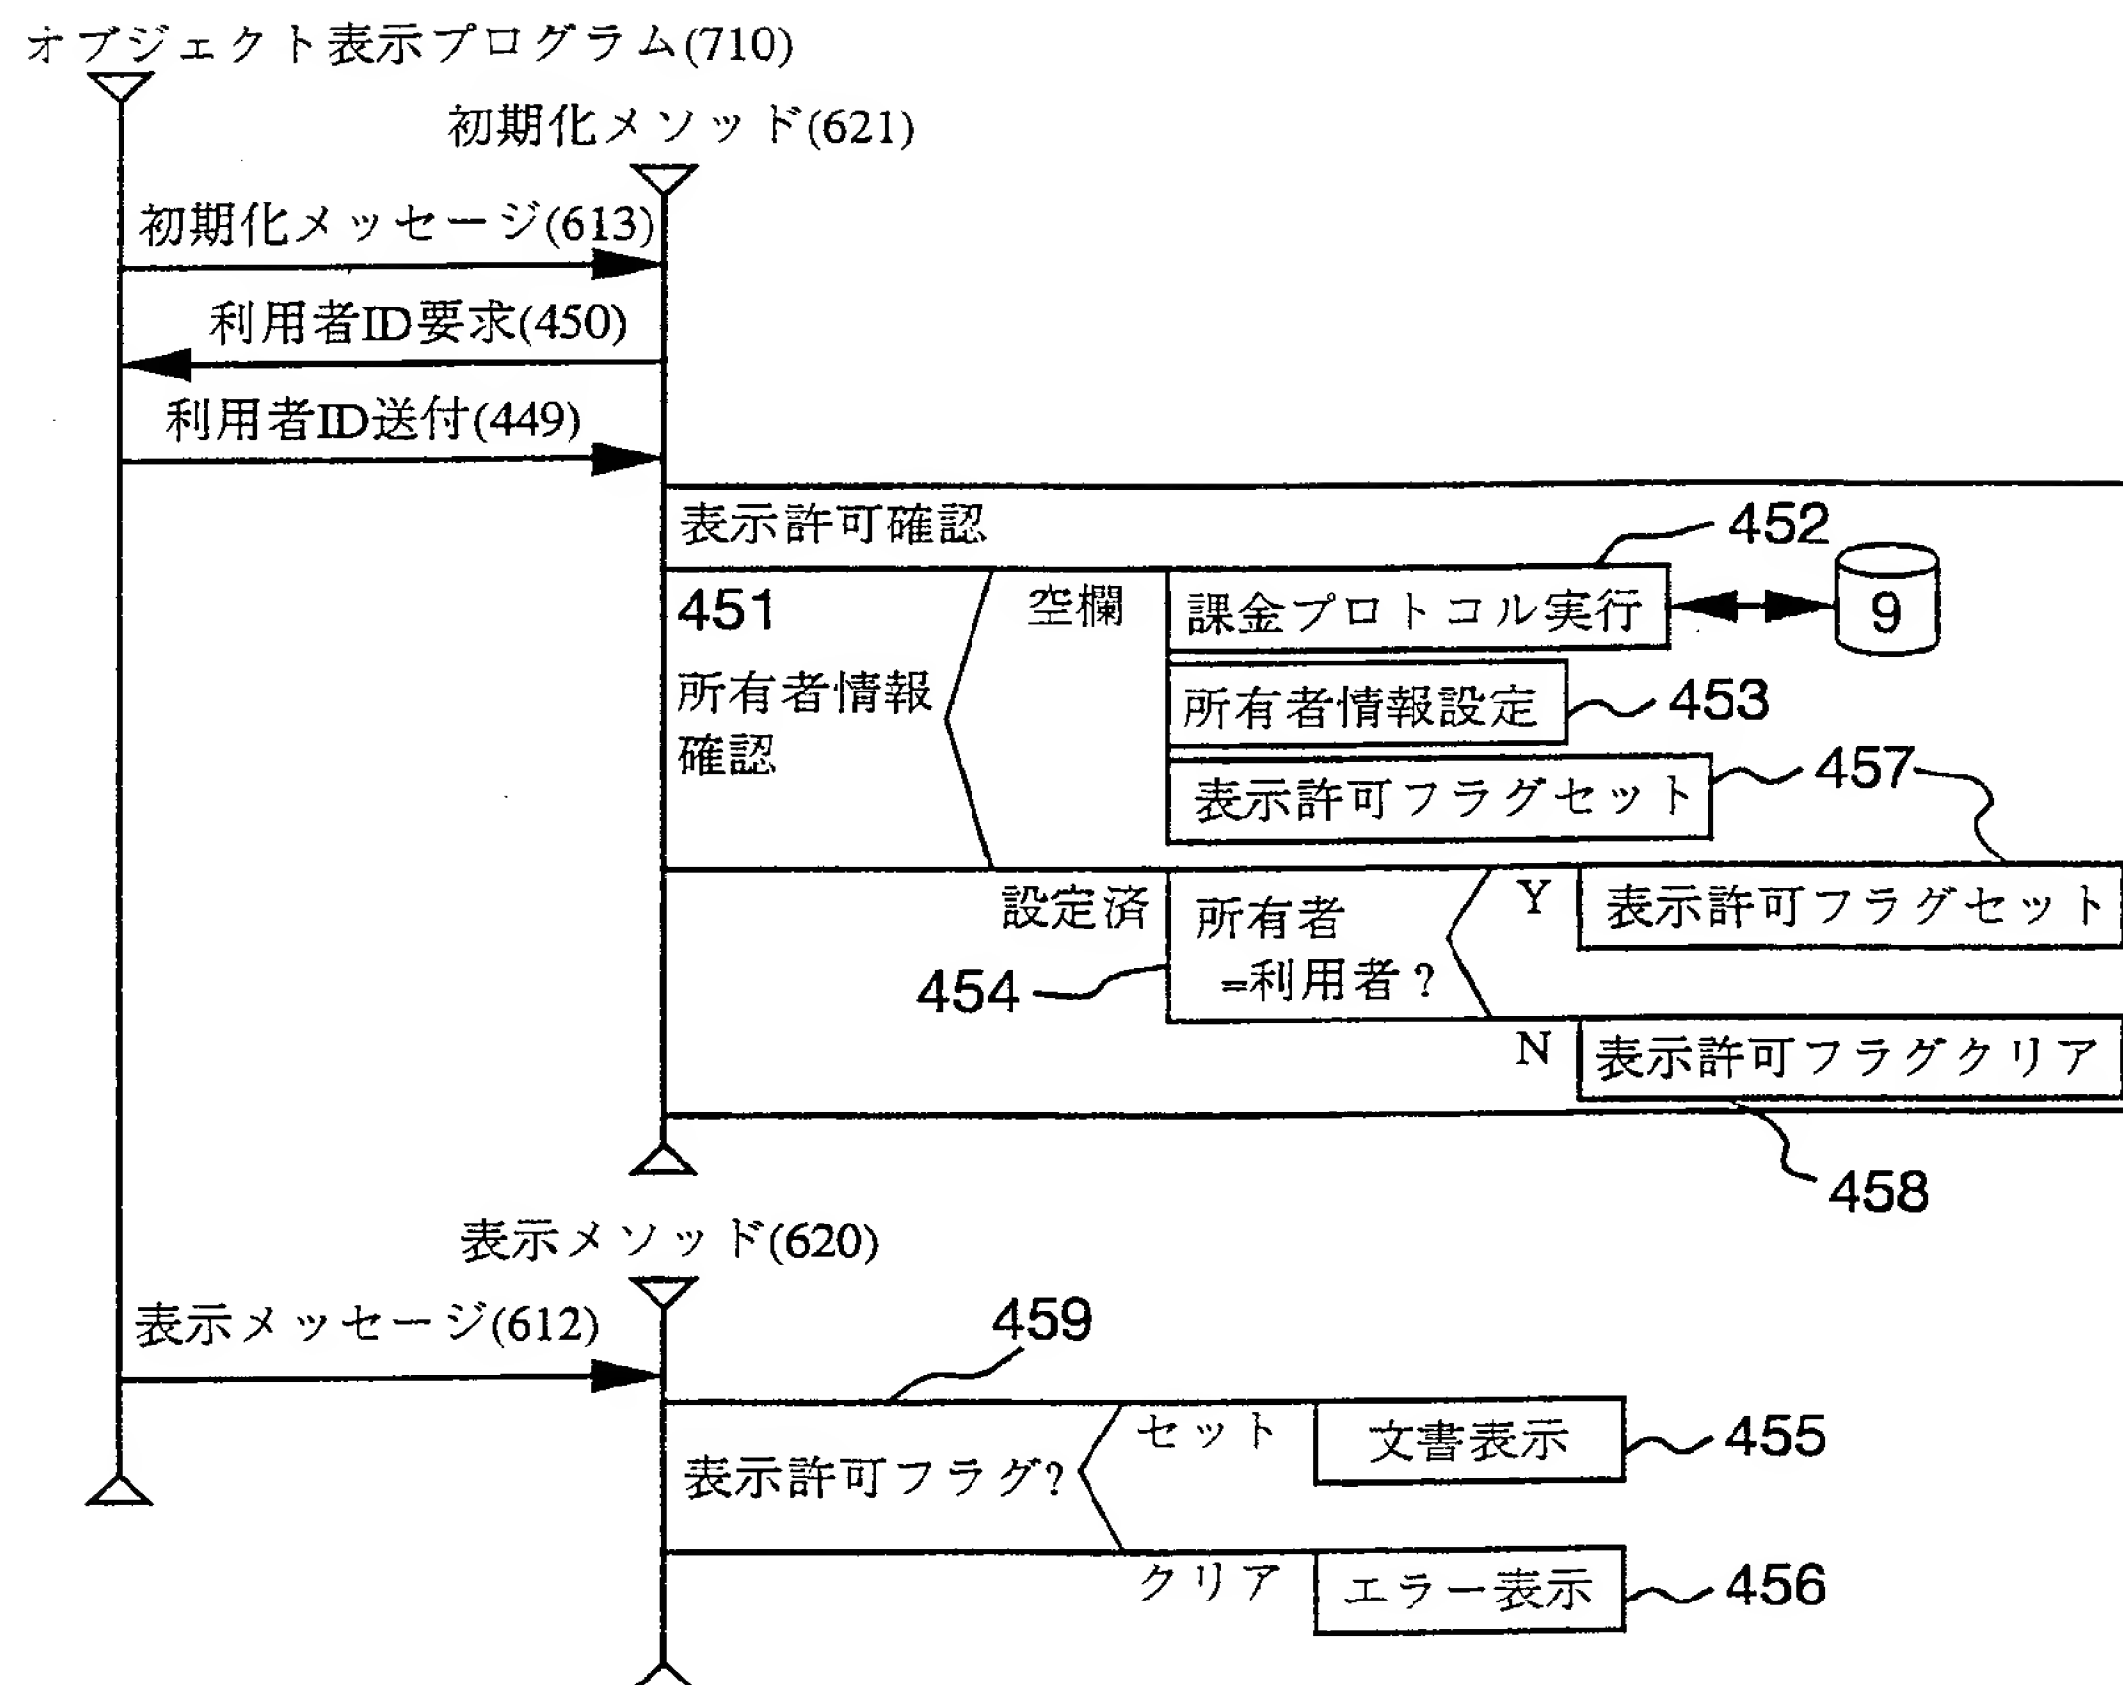 オブジェクト表示プログラム(710)
初期化メソッド(621)
初期化メッセージ(613)
利用者ID要求(450)
利用者ID送付(449)
表示許可確認
452
451
空欄
課金プロトコル実行
9
所有者情報
確認
所有者情報設定
453
表示許可フラグセット
457
設定済
所有者
=利用者?
454
Y
表示許可フラグセット
N
表示許可フラグクリア
458
表示メソッド(620)
表示メッセージ(612)
459
表示許可フラグ?
セット
文書表示
455
クリア
エラー表示
456